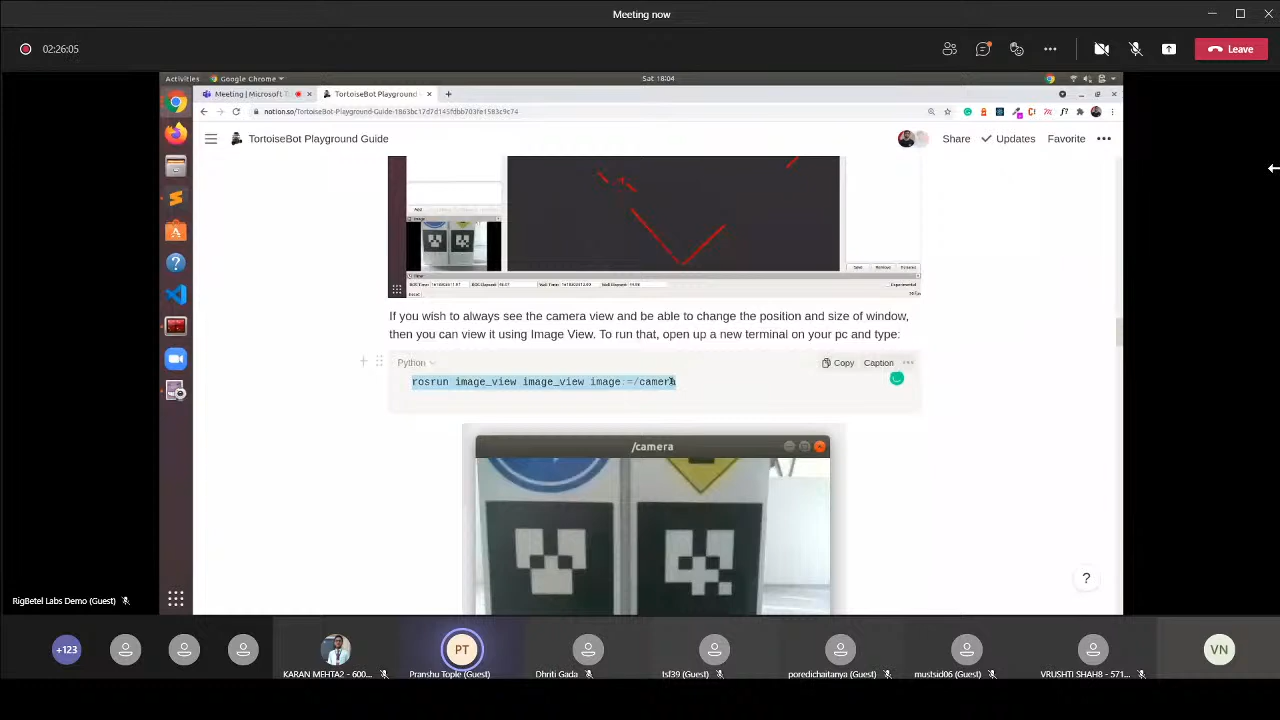 Meeting now
02:26:05
Leave
Activities
Google Chrome
Sat 18:04
Meeting | Microsoft T
TortoiseBot Playground
notion.so/TortoiseBot-Playground-Guide-1863bc17d7d145fdbb703fe1583c9c74
TortoiseBot Playground Guide
Share
Updates
Favorite
Add
Image
Experimental
If you wish to always see the camera view and be able to change the position and size of window,
then you can view it using Image View. To run that, open up a new terminal on your pc and type:
Python
Copy
Caption
rosrun image_view image_view image:=/camera
/camera
?
RigBetel Labs Demo (Guest)
+123
PT
VN
KARAN MEHTA2 - 600...
Pranshu Tople (Guest)
Dhriti Gada
tsf39 (Guest)
poredichaitanya (Guest)
mustsid06 (Guest)
VRUSHTI SHAH8 - 571...